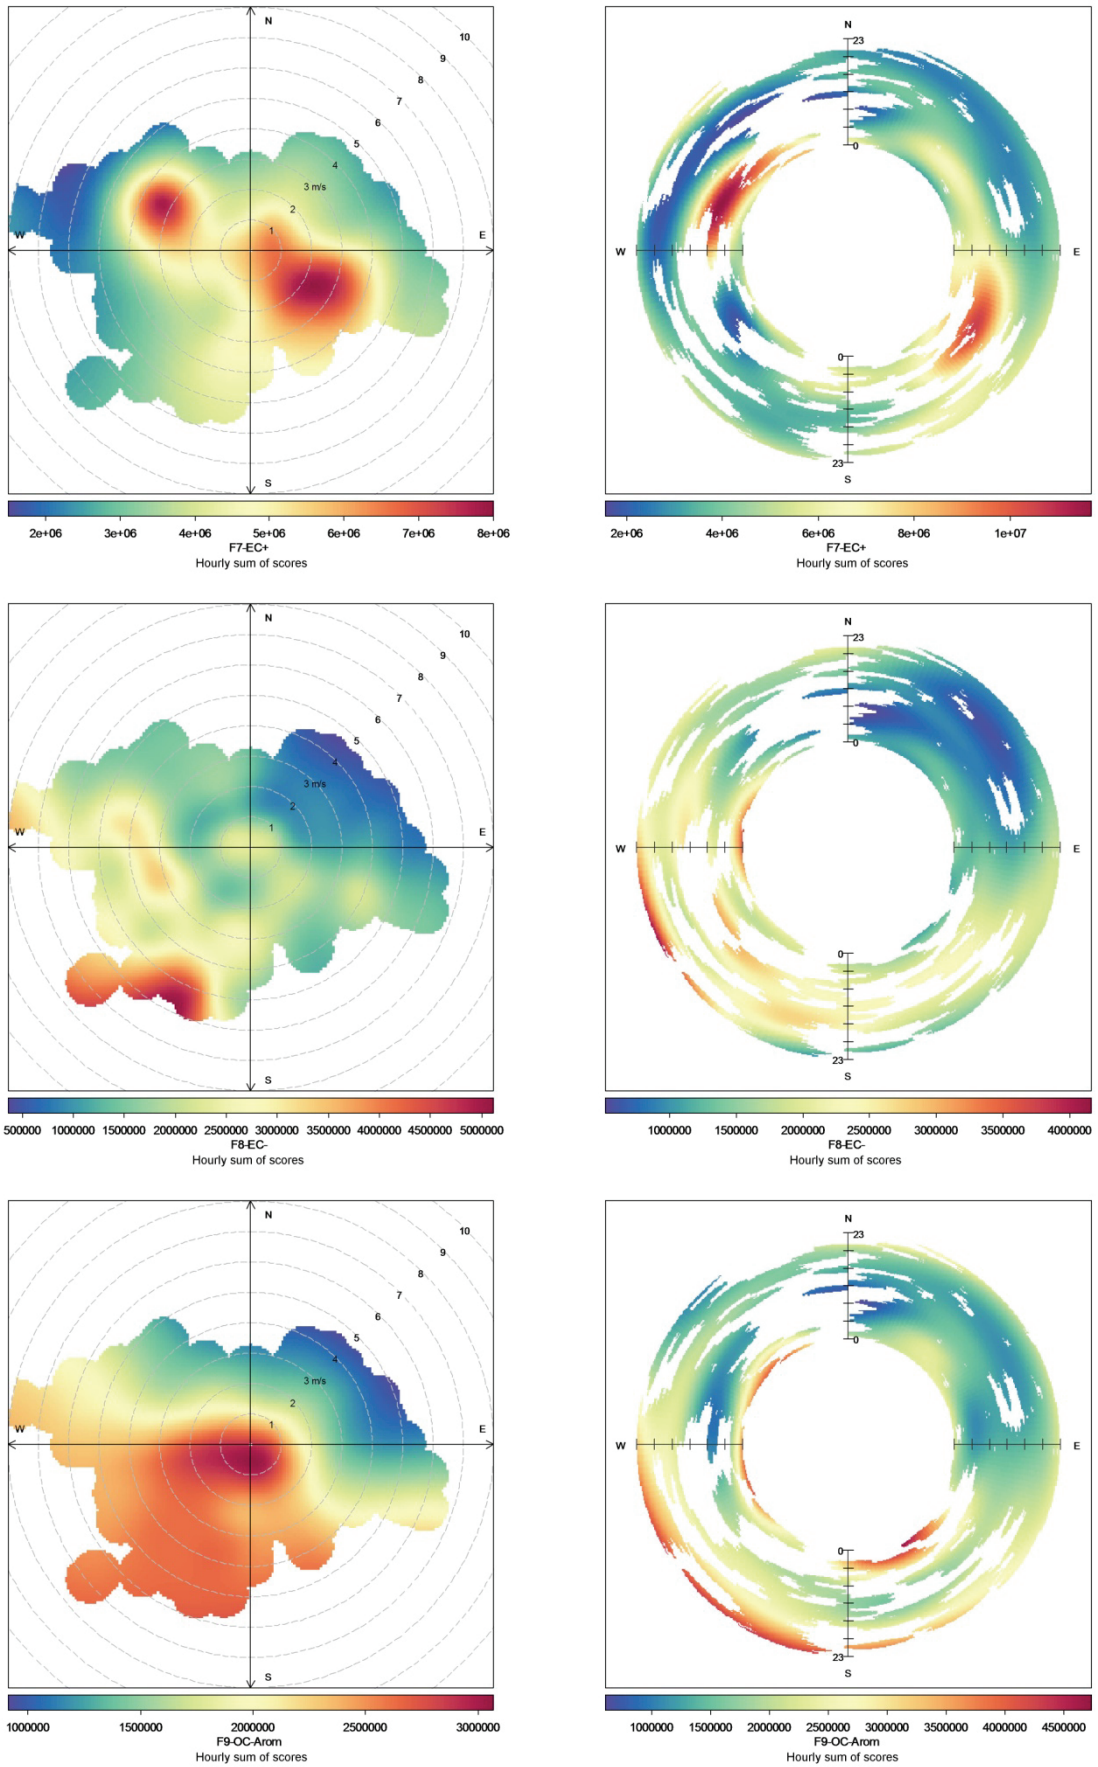 N
10
9
8
7
6
5
4
3 m/s
2
1
W
E
S
2e+06 3e+06 4e+06 5e+06 6e+06 7e+06 8e+06
F7-EC+
Hourly sum of scores
N
23
0
W
E
0
23
S
2e+06 4e+06 6e+06 8e+06 1e+07
F7-EC+
Hourly sum of scores
N
10
9
8
7
6
5
4
3 m/s
2
1
W
E
S
500000 1000000 1500000 2000000 2500000 3000000 3500000 4000000 4500000 5000000
F8-EC-
Hourly sum of scores
N
23
0
W
E
0
23
S
1000000 1500000 2000000 2500000 3000000 3500000 4000000
F8-EC-
Hourly sum of scores
N
10
9
8
7
6
5
4
3 m/s
2
1
W
E
S
1000000 1500000 2000000 2500000 3000000
F9-OC-Arom
Hourly sum of scores
N
23
0
W
E
0
23
S
1000000 1500000 2000000 2500000 3000000 3500000 4000000 4500000
F9-OC-Arom
Hourly sum of scores